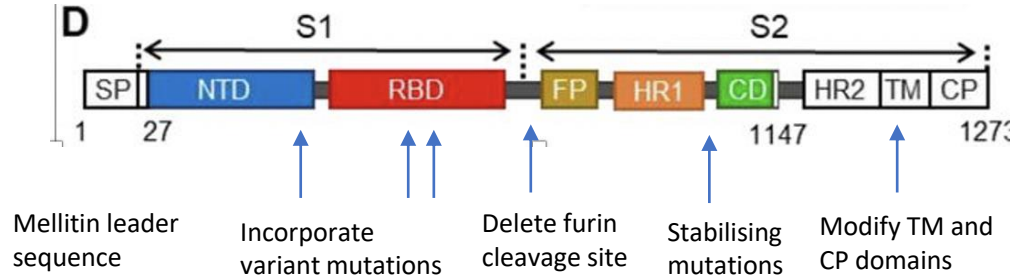 D
S1 S2
SP NTD RBD FP HR1 CD HR2 TM CP
1 27 1147 1273
Mellitin leader
sequence
Incorporate
variant mutations
Delete furin
cleavage site
Stabilising
mutations
Modify TM and
CP domains